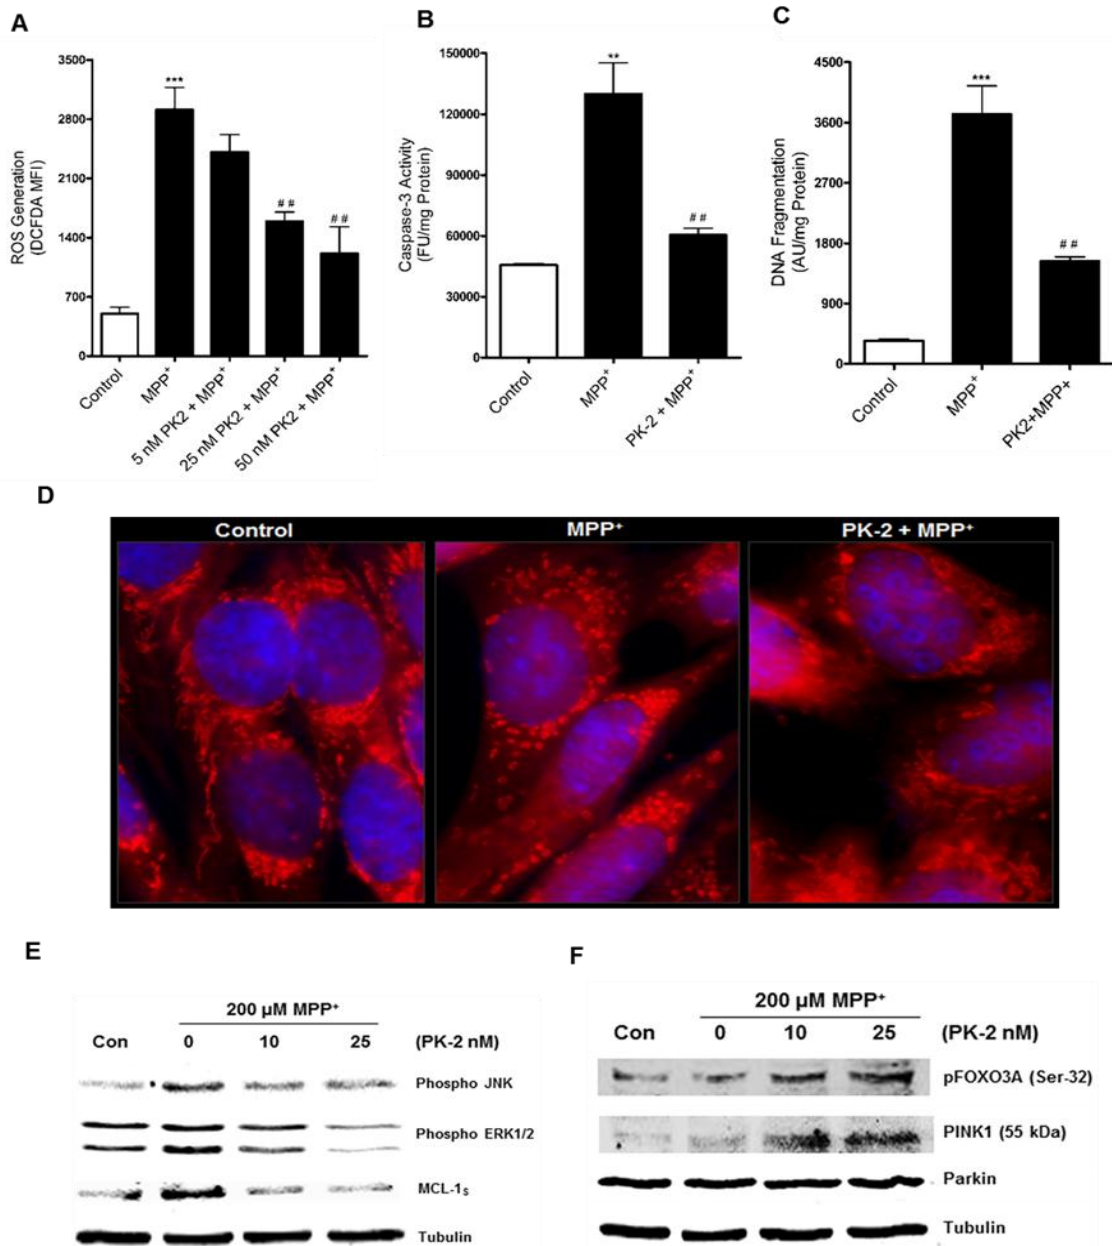 A
ROS Generation
(DCFDA MFI)
3500
2800
2100
1400
700
0
***
# #
# #
Control
MPP⁺
5 nM PK2 + MPP⁺
25 nM PK2 + MPP⁺
50 nM PK2 + MPP⁺
B
Caspase-3 Activity
(FU/mg Protein)
150000
120000
90000
60000
30000
0
**
# #
Control
MPP⁺
PK-2 + MPP⁺
C
DNA Fragmentation
(AU/mg Protein)
4500
3600
2700
1800
900
0
***
# #
Control
MPP⁺
PK2+MPP+
D
Control
MPP⁺
PK-2 + MPP⁺
E
200 µM MPP⁺
Con 0 10 25 (PK-2 nM)
Phospho JNK
Phospho ERK1/2
MCL-1ₛ
Tubulin
F
200 µM MPP⁺
Con 0 10 25 (PK-2 nM)
pFOXO3A (Ser-32)
PINK1 (55 kDa)
Parkin
Tubulin